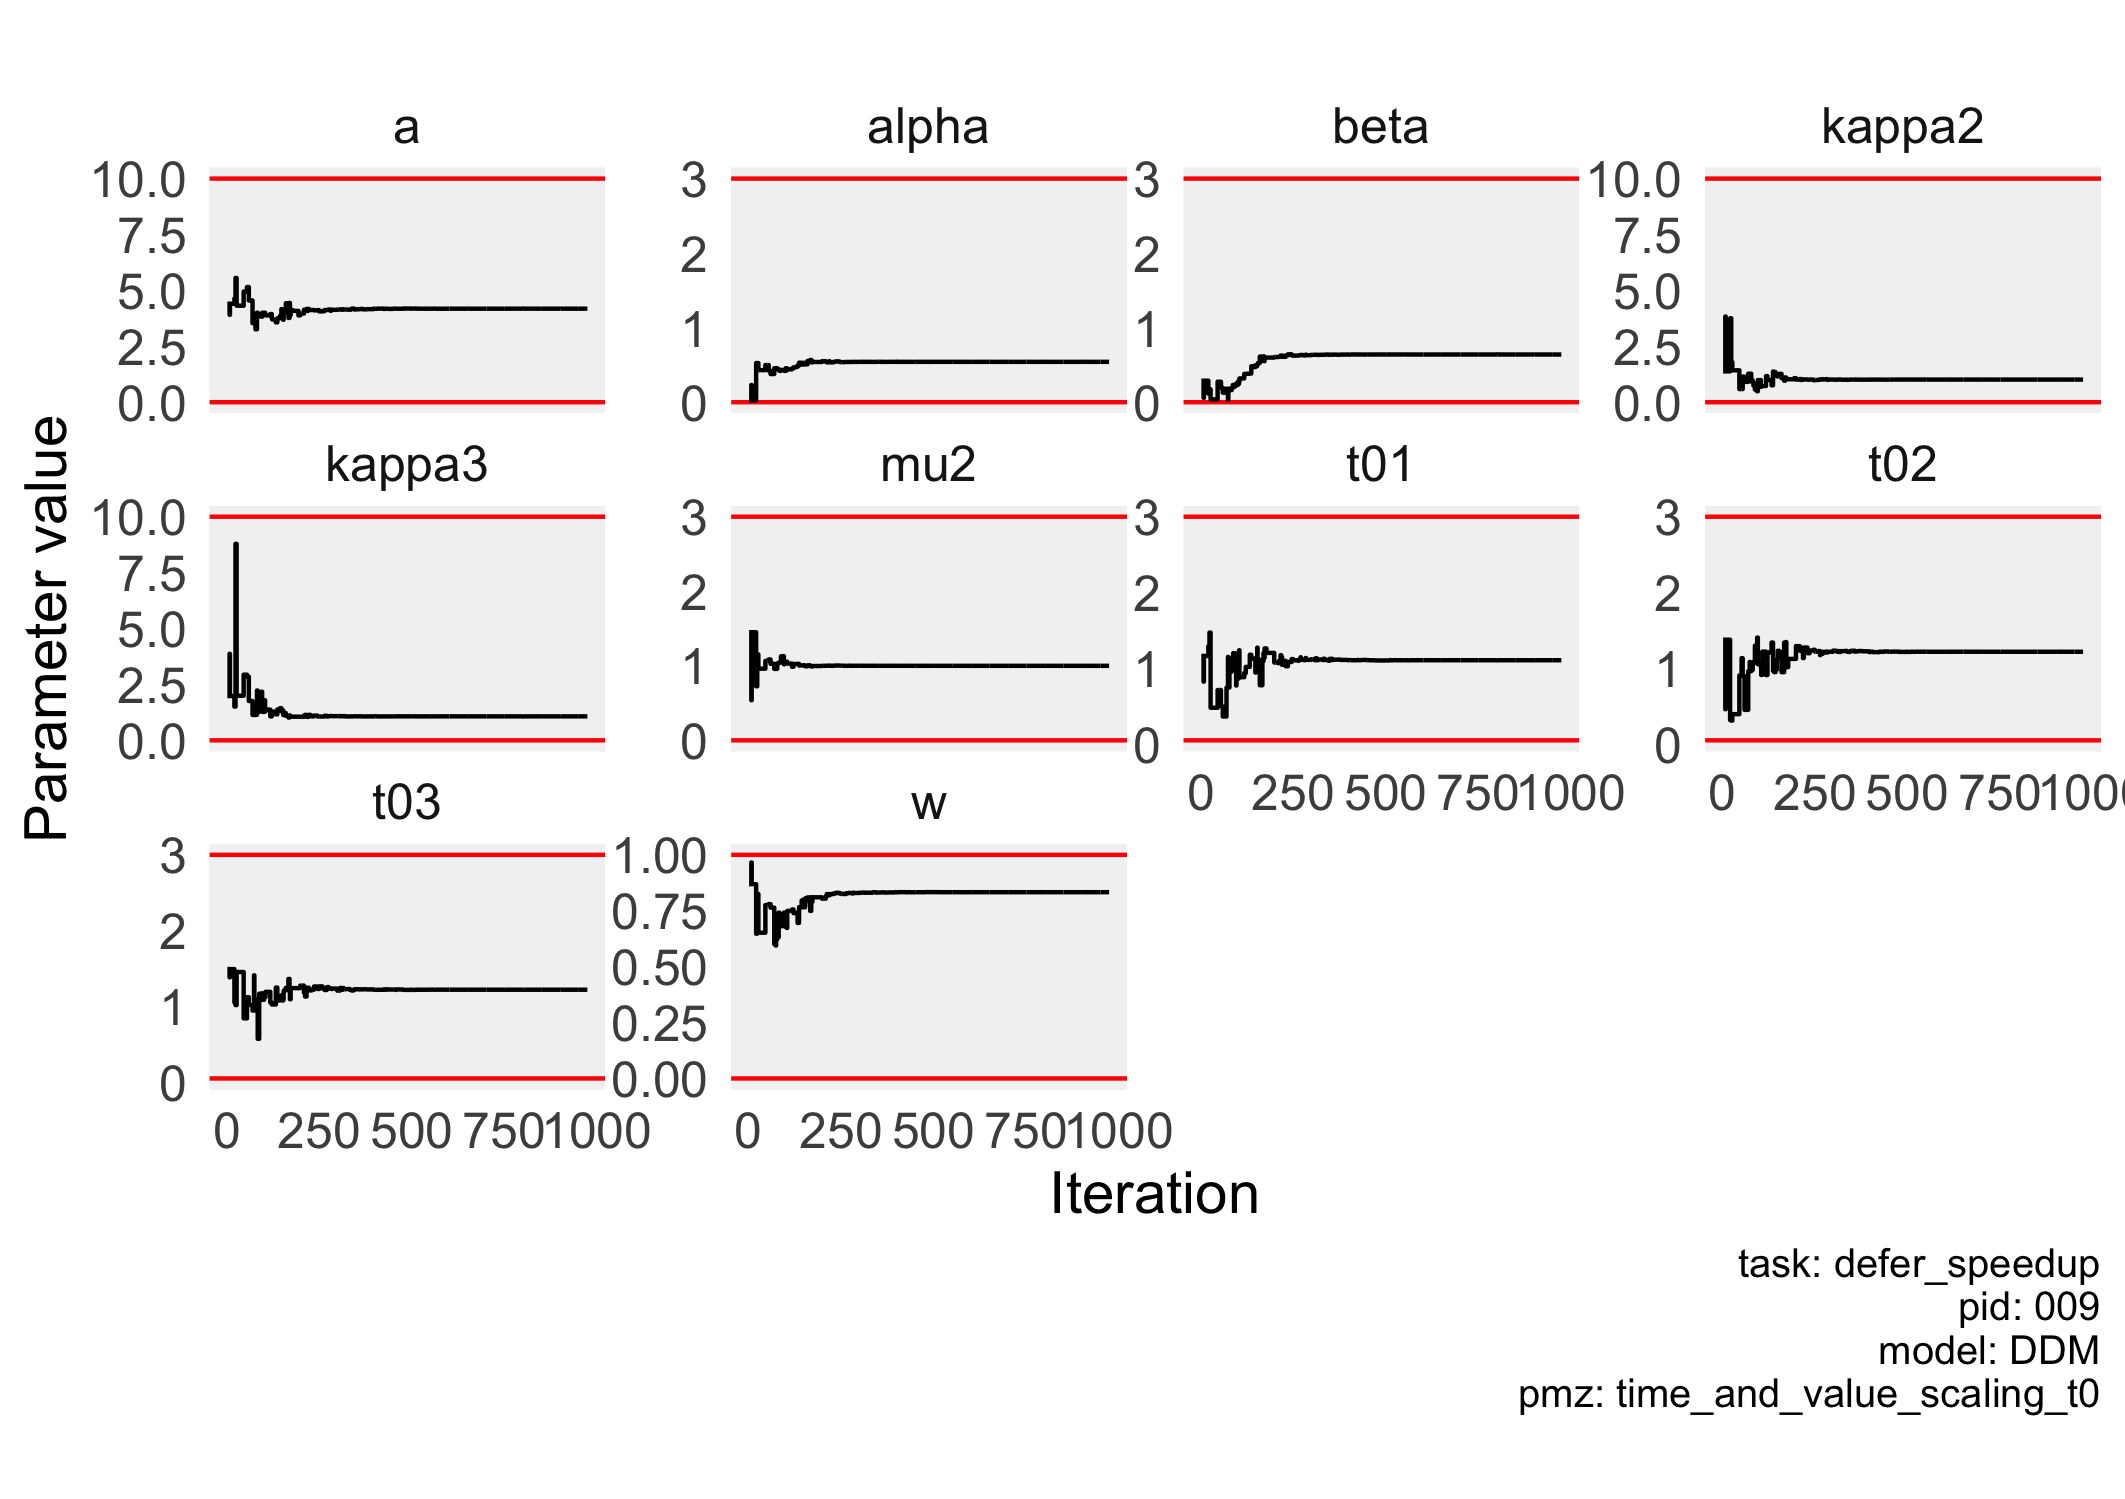 a alpha beta kappa2
10.0 3 3 10.0
7.5 7.5
2 2
5.0 5.0
1 1
2.5 2.5
0.0 0 0 0.0
kappa3 mu2 t01 t02
10.0 3 3 3
7.5
2 2 2
5.0
1 1 1
2.5
0.0 0 0 0
0 250 500 750 1000 0 250 500 750 1000
t03 w
3 1.00
2 0.75
0.50
1 0.25
0 0.00
0 250 500 750 1000 0 250 500 750 1000
Parameter value
Iteration
task: defer_speedup
pid: 009
model: DDM
pmz: time_and_value_scaling_t0